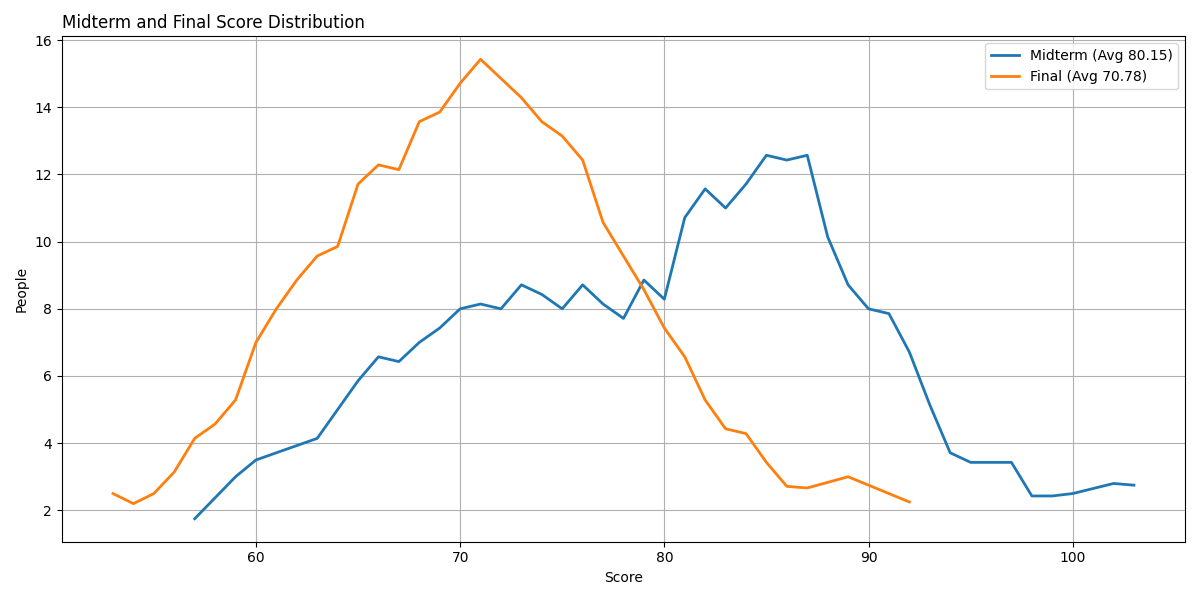 Midterm and Final Score Distribution
Midterm (Avg 80.15)
Final (Avg 70.78)
People
16
14
12
10
8
6
4
2
60 70 80 90 100
Score